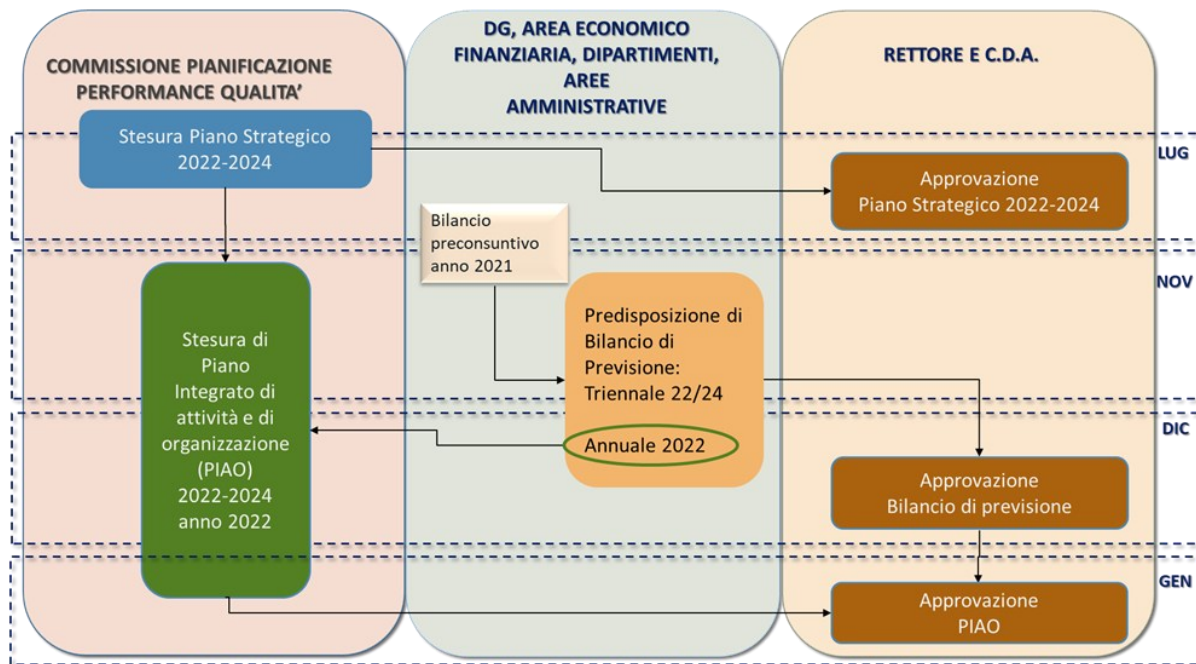 COMMISSIONE PIANIFICAZIONE
PERFORMANCE QUALITA'
DG, AREA ECONOMICO
FINANZIARIA, DIPARTIMENTI,
AREE
AMMINISTRATIVE
RETTORE E C.D.A.
Stesura Piano Strategico
2022-2024
LUG
Approvazione
Piano Strategico 2022-2024
Bilancio
preconsuntivo
anno 2021
NOV
Predisposizione di
Bilancio di
Previsione:
Triennale 22/24
Annuale 2022
Stesura di
Piano
Integrato di
attività e di
organizzazione
(PIAO)
2022-2024
anno 2022
DIC
Approvazione
Bilancio di previsione
GEN
Approvazione
PIAO